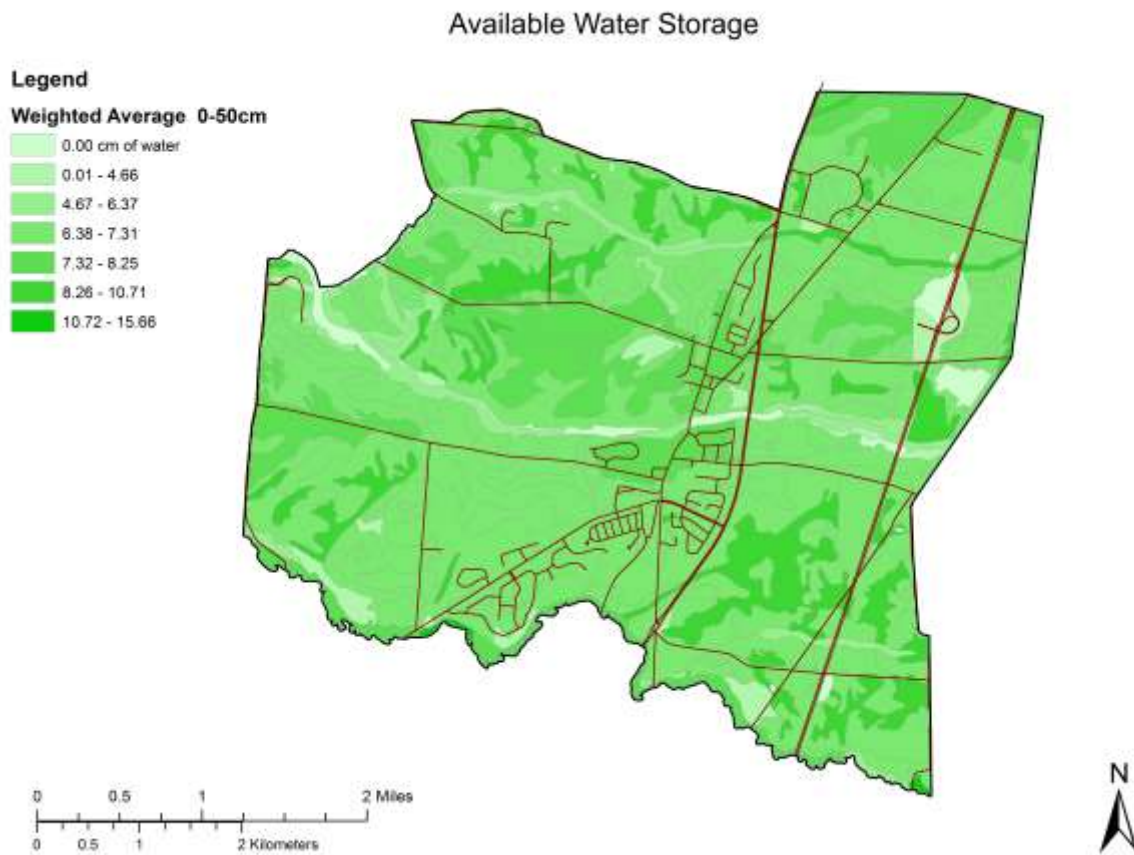 Available Water Storage
Legend
Weighted Average 0-50cm
0.00 cm of water
0.01 - 4.66
4.67 - 6.37
6.38 - 7.31
7.32 - 8.25
8.26 - 10.71
10.72 - 15.66
0 0.5 1 2 Miles
0 0.5 1 2 Kilometers
N